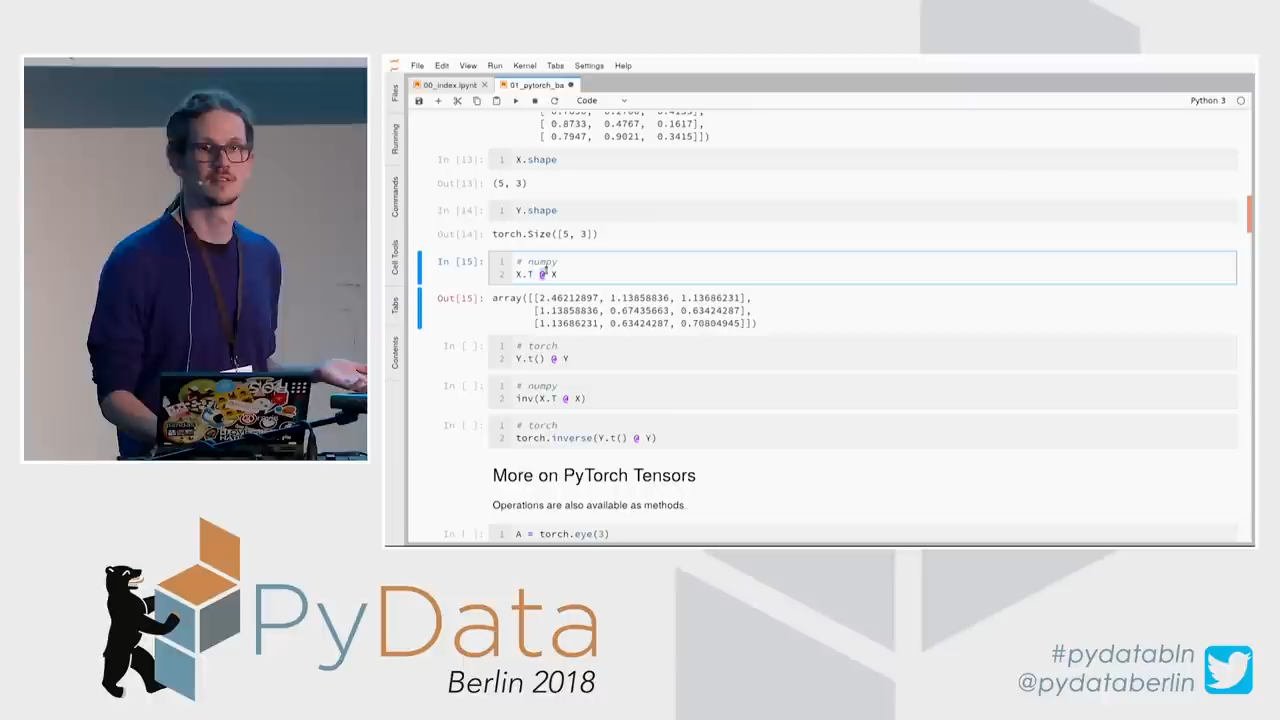 File Edit View Run Kernel Tabs Settings Help
00_index.ipynb
01_pytorch_ba
Code
Python 3
Files
Running
Commands
Cell Tools
Tabs
Contents
[ 0.8733, 0.4767, 0.1617],
[ 0.7947, 0.9021, 0.3415]])
In [13]: 1 X.shape
Out[13]: (5, 3)
In [14]: 1 Y.shape
Out[14]: torch.Size([5, 3])
In [15]: 1 # numpy
2 X.T @ X
Out[15]: array([[2.46212897, 1.13858836, 1.13686231],
[1.13858836, 0.67435663, 0.63424287],
[1.13686231, 0.63424287, 0.70804945]])
In [ ]: 1 # torch
2 Y.t() @ Y
In [ ]: 1 # numpy
2 inv(X.T @ X)
In [ ]: 1 # torch
2 torch.inverse(Y.t() @ Y)
More on PyTorch Tensors
Operations are also available as methods.
In [ ]: 1 A = torch.eye(3)
PyData
Berlin 2018
#pydatabln
@pydataberlin